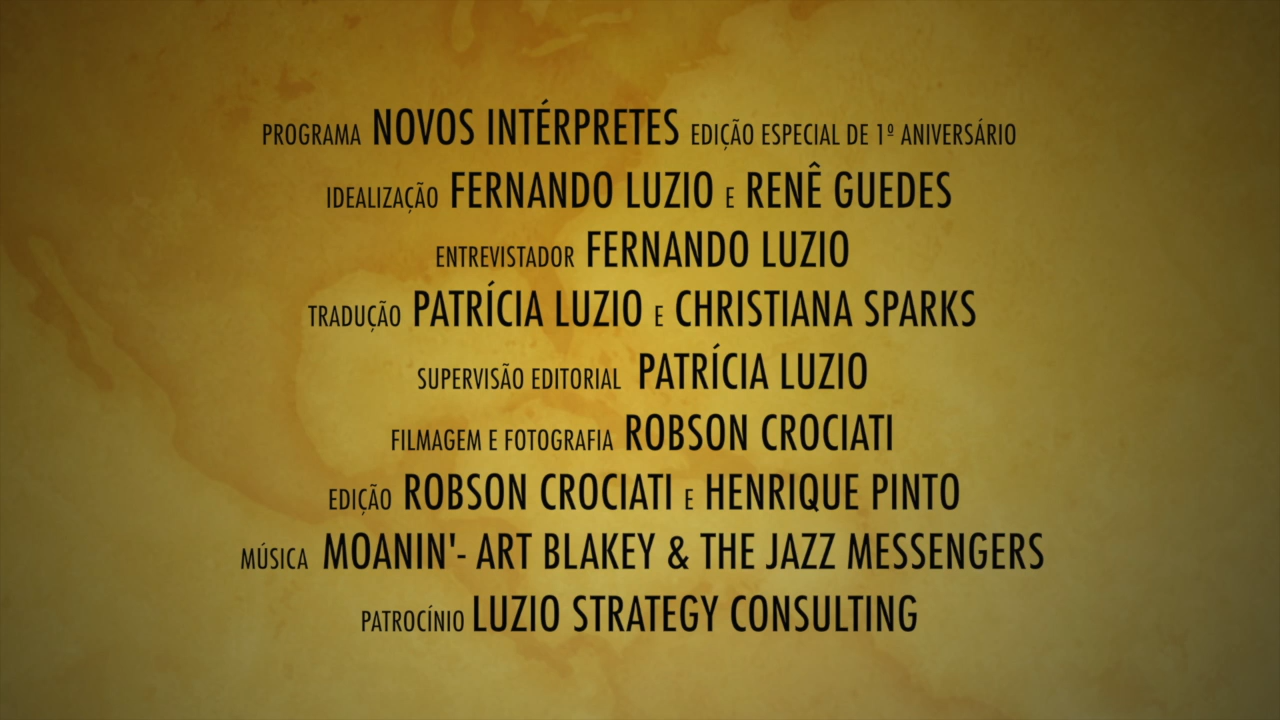 PROGRAMA NOVOS INTÉRPRETES EDIÇÃO ESPECIAL DE 1º ANIVERSÁRIO
IDEALIZAÇÃO FERNANDO LUZIO E RENÊ GUEDES
ENTREVISTADOR FERNANDO LUZIO
TRADUÇÃO PATRÍCIA LUZIO E CHRISTIANA SPARKS
SUPERVISÃO EDITORIAL PATRÍCIA LUZIO
FILMAGEM E FOTOGRAFIA ROBSON CROCIATI
EDIÇÃO ROBSON CROCIATI E HENRIQUE PINTO
MÚSICA MOANIN'- ART BLAKEY & THE JAZZ MESSENGERS
PATROCÍNIO LUZIO STRATEGY CONSULTING